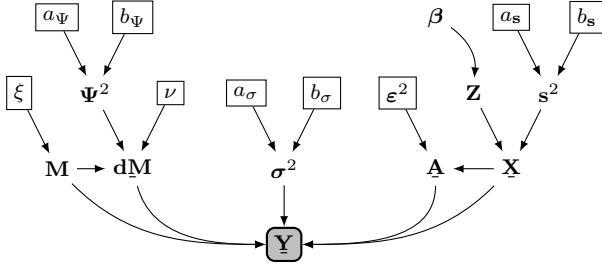 a_Ψ b_Ψ β a_s b_s
ξ Ψ² ν a_σ b_σ ε² Z s²
M dM̱ σ² A̱ X̱
Y̱